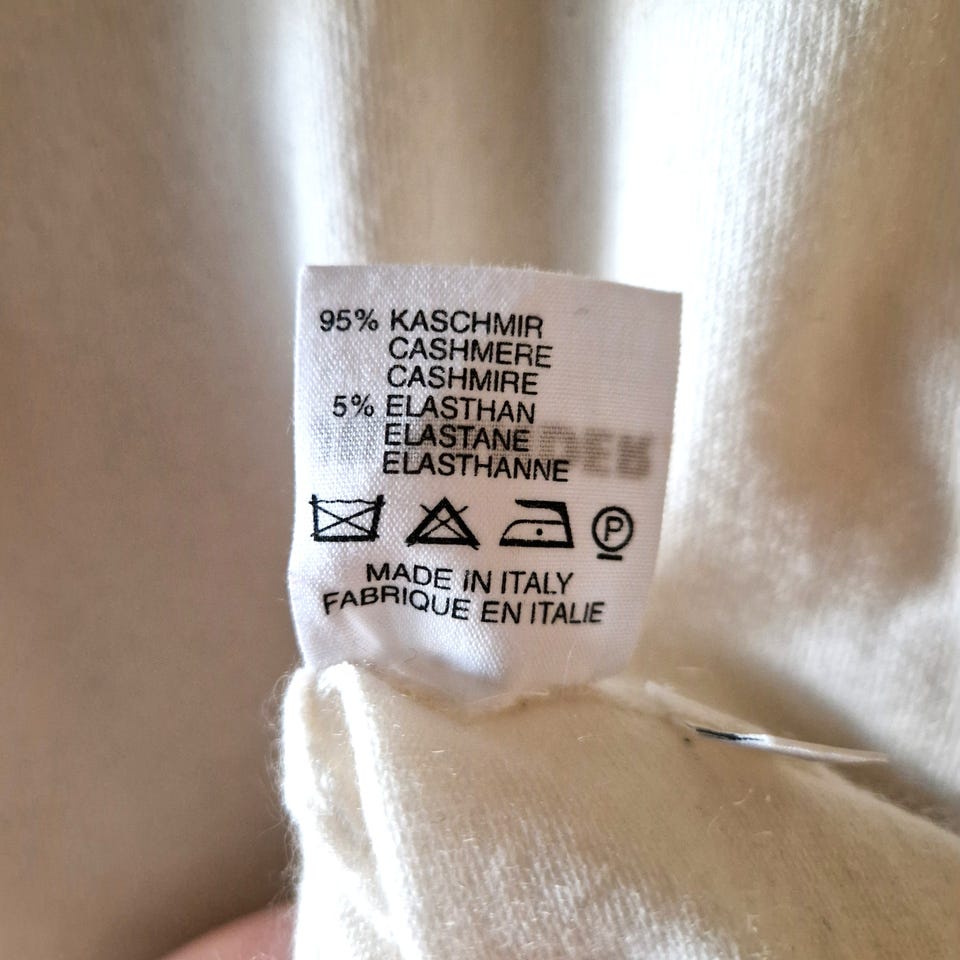 95% KASCHMIR
CASHMERE
CASHMIRE
5% ELASTHAN
ELASTANE
ELASTHANNE
P
MADE IN ITALY
FABRIQUE EN ITALIE